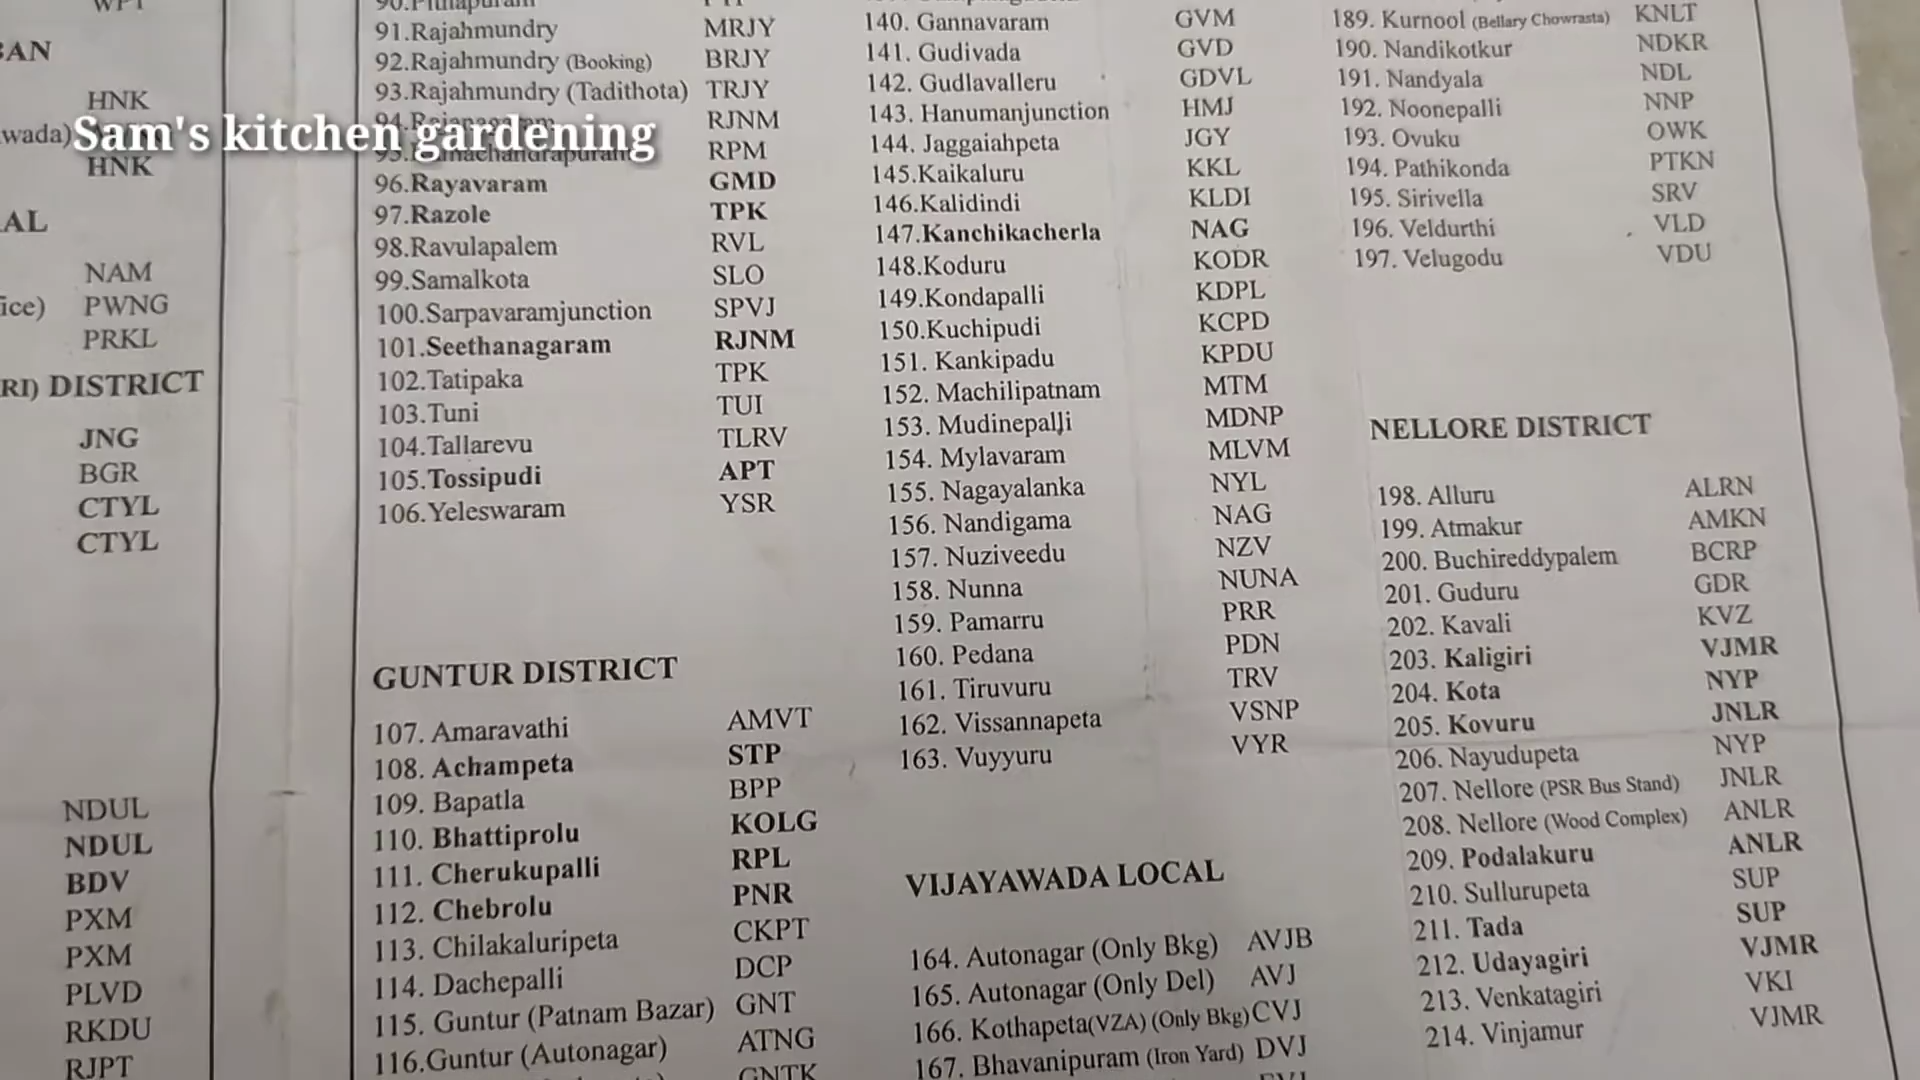 WPT
BAN
HNK
wada)
HNK
AL
NAM
ice) PWNG
PRKL
RI) DISTRICT
JNG
BGR
CTYL
CTYL
NDUL
NDUL
BDV
PXM
PXM
PLVD
RKDU
RJPT
Sam's kitchen gardening
90.Pithapuram
91.Rajahmundry MRJY
92.Rajahmundry (Booking) BRJY
93.Rajahmundry (Tadithota) TRJY
94.Rajanagaram RJNM
95.Ramachandrapuram RPM
96.Rayavaram GMD
97.Razole TPK
98.Ravulapalem RVL
99.Samalkota SLO
100.Sarpavaramjunction SPVJ
101.Seethanagaram RJNM
102.Tatipaka TPK
103.Tuni TUI
104.Tallarevu TLRV
105.Tossipudi APT
106.Yeleswaram YSR
GUNTUR DISTRICT
107. Amaravathi AMVT
108. Achampeta STP
109. Bapatla BPP
110. Bhattiprolu KOLG
111. Cherukupalli RPL
112. Chebrolu PNR
113. Chilakaluripeta CKPT
114. Dachepalli DCP
115. Guntur (Patnam Bazar) GNT
116.Guntur (Autonagar) ATNG
GNTK
140. Gannavaram GVM
141. Gudivada GVD
142. Gudlavalleru GDVL
143. Hanumanjunction HMJ
144. Jaggaiahpeta JGY
145.Kaikaluru KKL
146.Kalidindi KLDI
147.Kanchikacherla NAG
148.Koduru KODR
149.Kondapalli KDPL
150.Kuchipudi KCPD
151. Kankipadu KPDU
152. Machilipatnam MTM
153. Mudinepalli MDNP
154. Mylavaram MLVM
155. Nagayalanka NYL
156. Nandigama NAG
157. Nuziveedu NZV
158. Nunna NUNA
159. Pamarru PRR
160. Pedana PDN
161. Tiruvuru TRV
162. Vissannapeta VSNP
163. Vuyyuru VYR
VIJAYAWADA LOCAL
164. Autonagar (Only Bkg) AVJB
165. Autonagar (Only Del) AVJ
166. Kothapeta(VZA) (Only Bkg) CVJ
167. Bhavanipuram (Iron Yard) DVJ
189. Kurnool (Bellary Chowrasta) KNLT
190. Nandikotkur NDKR
191. Nandyala NDL
192. Noonepalli NNP
193. Ovuku OWK
194. Pathikonda PTKN
195. Sirivella SRV
196. Veldurthi VLD
197. Velugodu VDU
NELLORE DISTRICT
198. Alluru ALRN
199. Atmakur AMKN
200. Buchireddypalem BCRP
201. Guduru GDR
202. Kavali KVZ
203. Kaligiri VJMR
204. Kota NYP
205. Kovuru JNLR
206. Nayudupeta NYP
207. Nellore (PSR Bus Stand) JNLR
208. Nellore (Wood Complex) ANLR
209. Podalakuru ANLR
210. Sullurupeta SUP
211. Tada SUP
212. Udayagiri VJMR
213. Venkatagiri VKI
214. Vinjamur VJMR